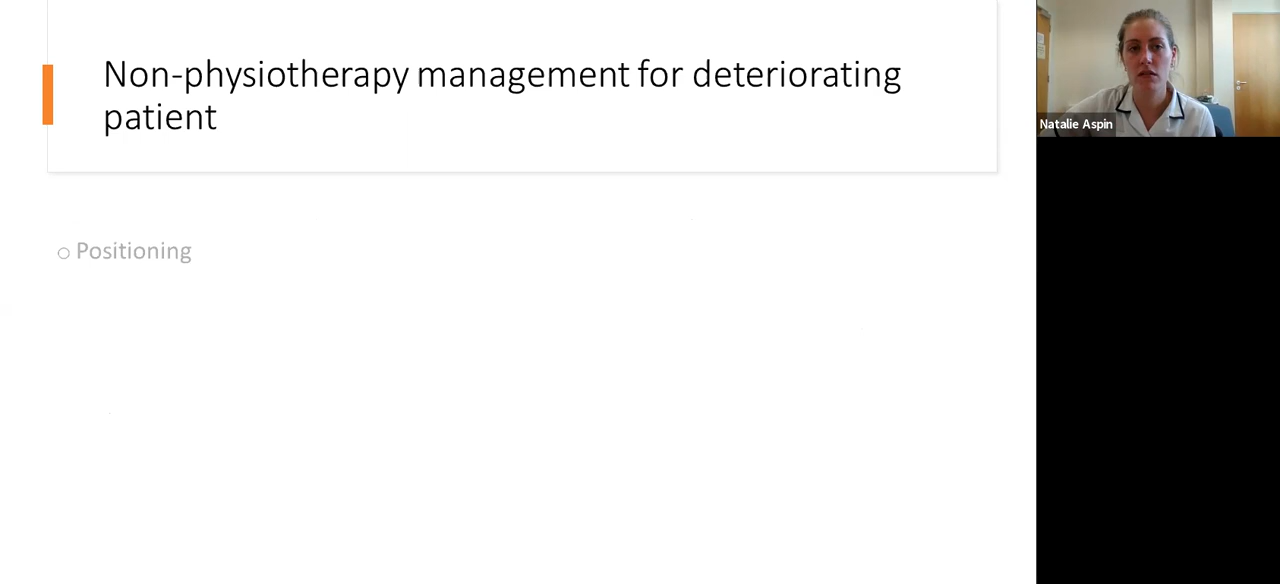 Non-physiotherapy management for deteriorating
patient
Natalie Aspin
Positioning